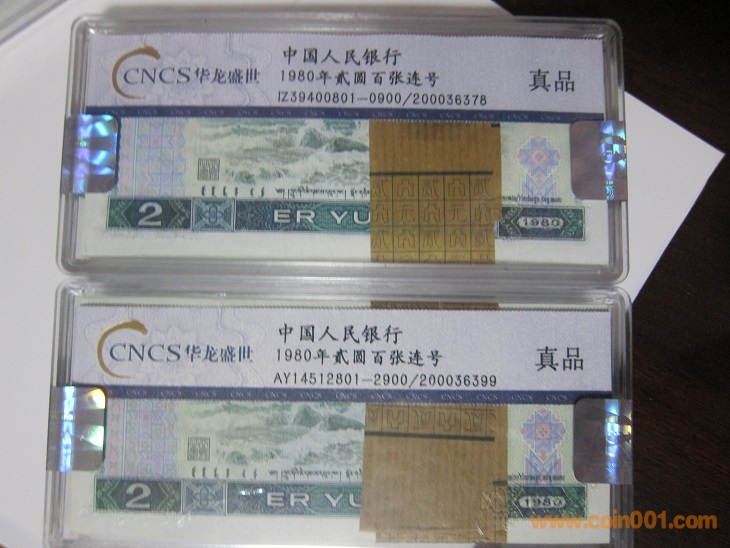 CNCS华龙盛世
中国人民银行
1980年贰圆百张连号
IZ39400801-0900/200036378
真品
2
ER YU
1980
CNCS华龙盛世
中国人民银行
1980年贰圆百张连号
AY14512801-2900/200036399
真品
2
ER YU
1980
www.coin001.com